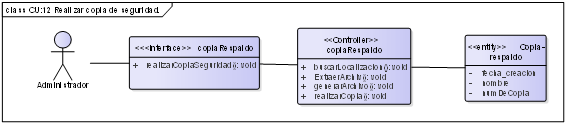 class CU:12 Realizar copia de seguridad.
Administrador
<<<Interface>> copiaRespaldo
+ realizarCopiaSeguridad(): void
<<Controller>>
copiaRespaldo
+ buscarLocalizacion(): void
+ ExtaerArchiv(): void
+ generarArchivo(): void
+ realizarCopia(): void
<<entity>> Copia-
respaldo
- fecha_creacion
- nombre
- numDeCopia